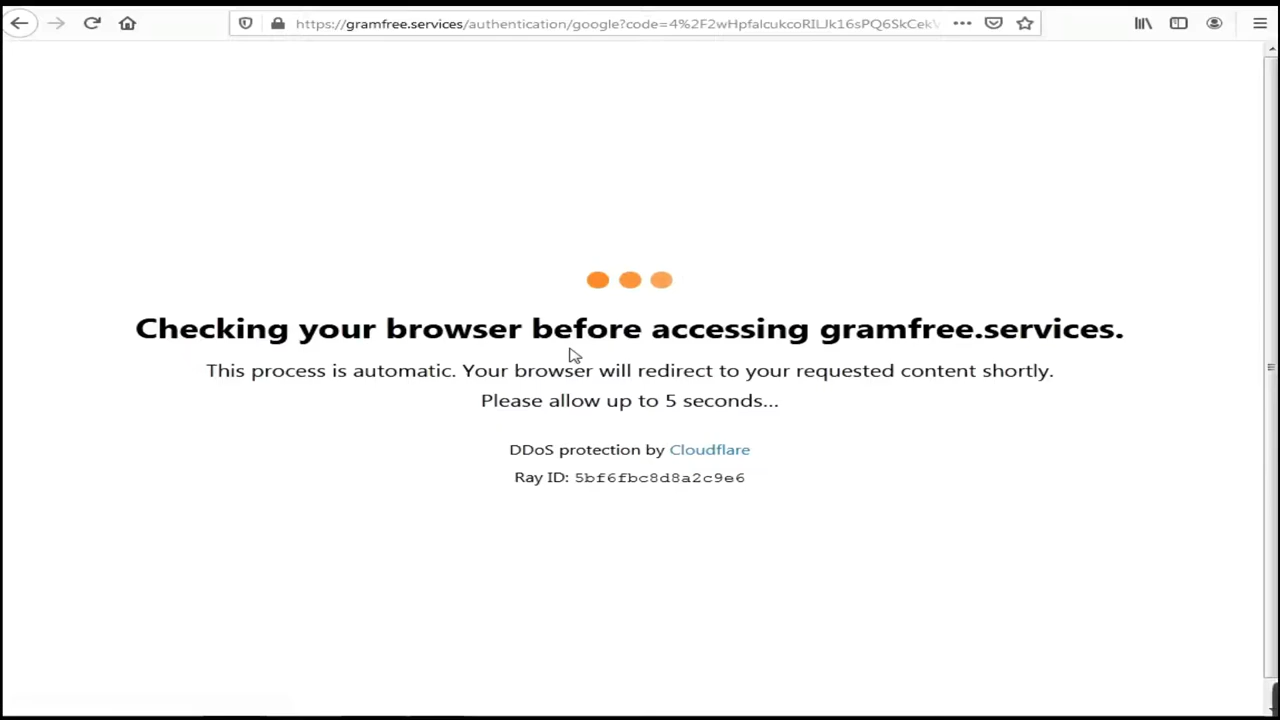 https://gramfree.services/authentication/google?code=4%2F2wHpfalcukcoRILJk16sPQ6SkCek
Checking your browser before accessing gramfree.services.
This process is automatic. Your browser will redirect to your requested content shortly.
Please allow up to 5 seconds...
DDoS protection by Cloudflare
Ray ID: 5bf6fbc8d8a2c9e6